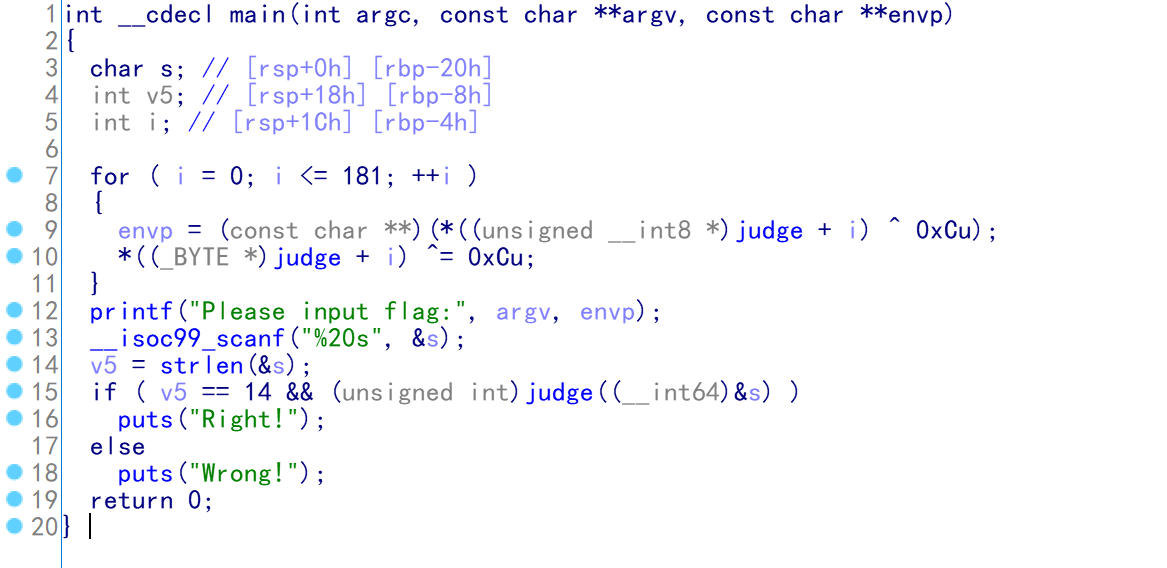 1 int __cdecl main(int argc, const char **argv, const char **envp)
2 {
3   char s; // [rsp+0h] [rbp-20h]
4   int v5; // [rsp+18h] [rbp-8h]
5   int i; // [rsp+1Ch] [rbp-4h]
6
7   for ( i = 0; i <= 181; ++i )
8   {
9     envp = (const char **)(*((unsigned __int8 *)judge + i) ^ 0xCu);
10     *((_BYTE *)judge + i) ^= 0xCu;
11   }
12   printf("Please input flag:", argv, envp);
13   __isoc99_scanf("%20s", &s);
14   v5 = strlen(&s);
15   if ( v5 == 14 && (unsigned int)judge((__int64)&s) )
16     puts("Right!");
17   else
18     puts("Wrong!");
19   return 0;
20 }